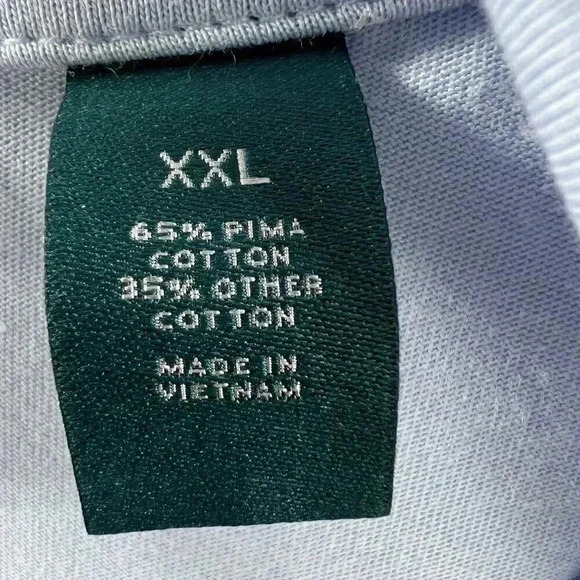 XXL
65% PIMA
COTTON
35% OTHER
COTTON
MADE IN
VIETNAM